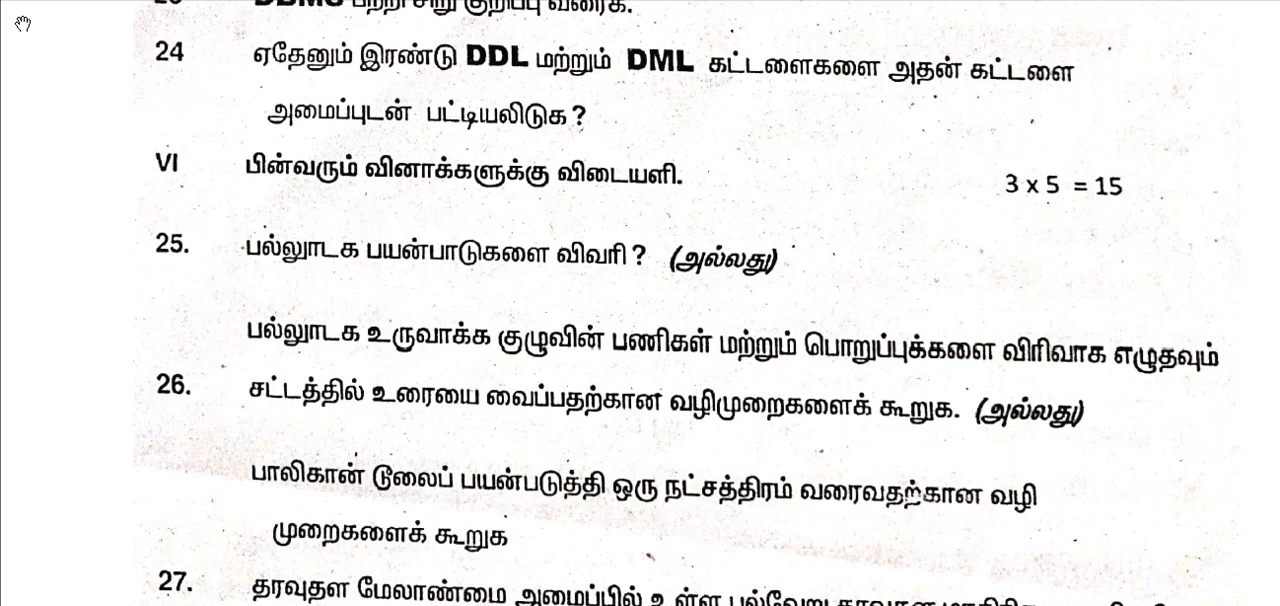 பற்றி சிறு குறிப்பு வரைக.
24 ஏதேனும் இரண்டு DDL மற்றும் DML கட்டளைகளை அதன் கட்டளை
அமைப்புடன் பட்டியலிடுக?
VI பின்வரும் வினாக்களுக்கு விடையளி. 3 x 5 = 15
25. பல்லூடக பயன்பாடுகளை விவரி? (அல்லது)
பல்லூடக உருவாக்க குழுவின் பணிகள் மற்றும் பொறுப்புக்களை விரிவாக எழுதவும்
26. சட்டத்தில் உரையை வைப்பதற்கான வழிமுறைகளைக் கூறுக. (அல்லது)
பாலிகான் டூலைப் பயன்படுத்தி ஒரு நட்சத்திரம் வரைவதற்கான வழி
முறைகளைக் கூறுக
27. தரவுதள மேலாண்மை அமைப்பில் உள்ள பல்வேறு